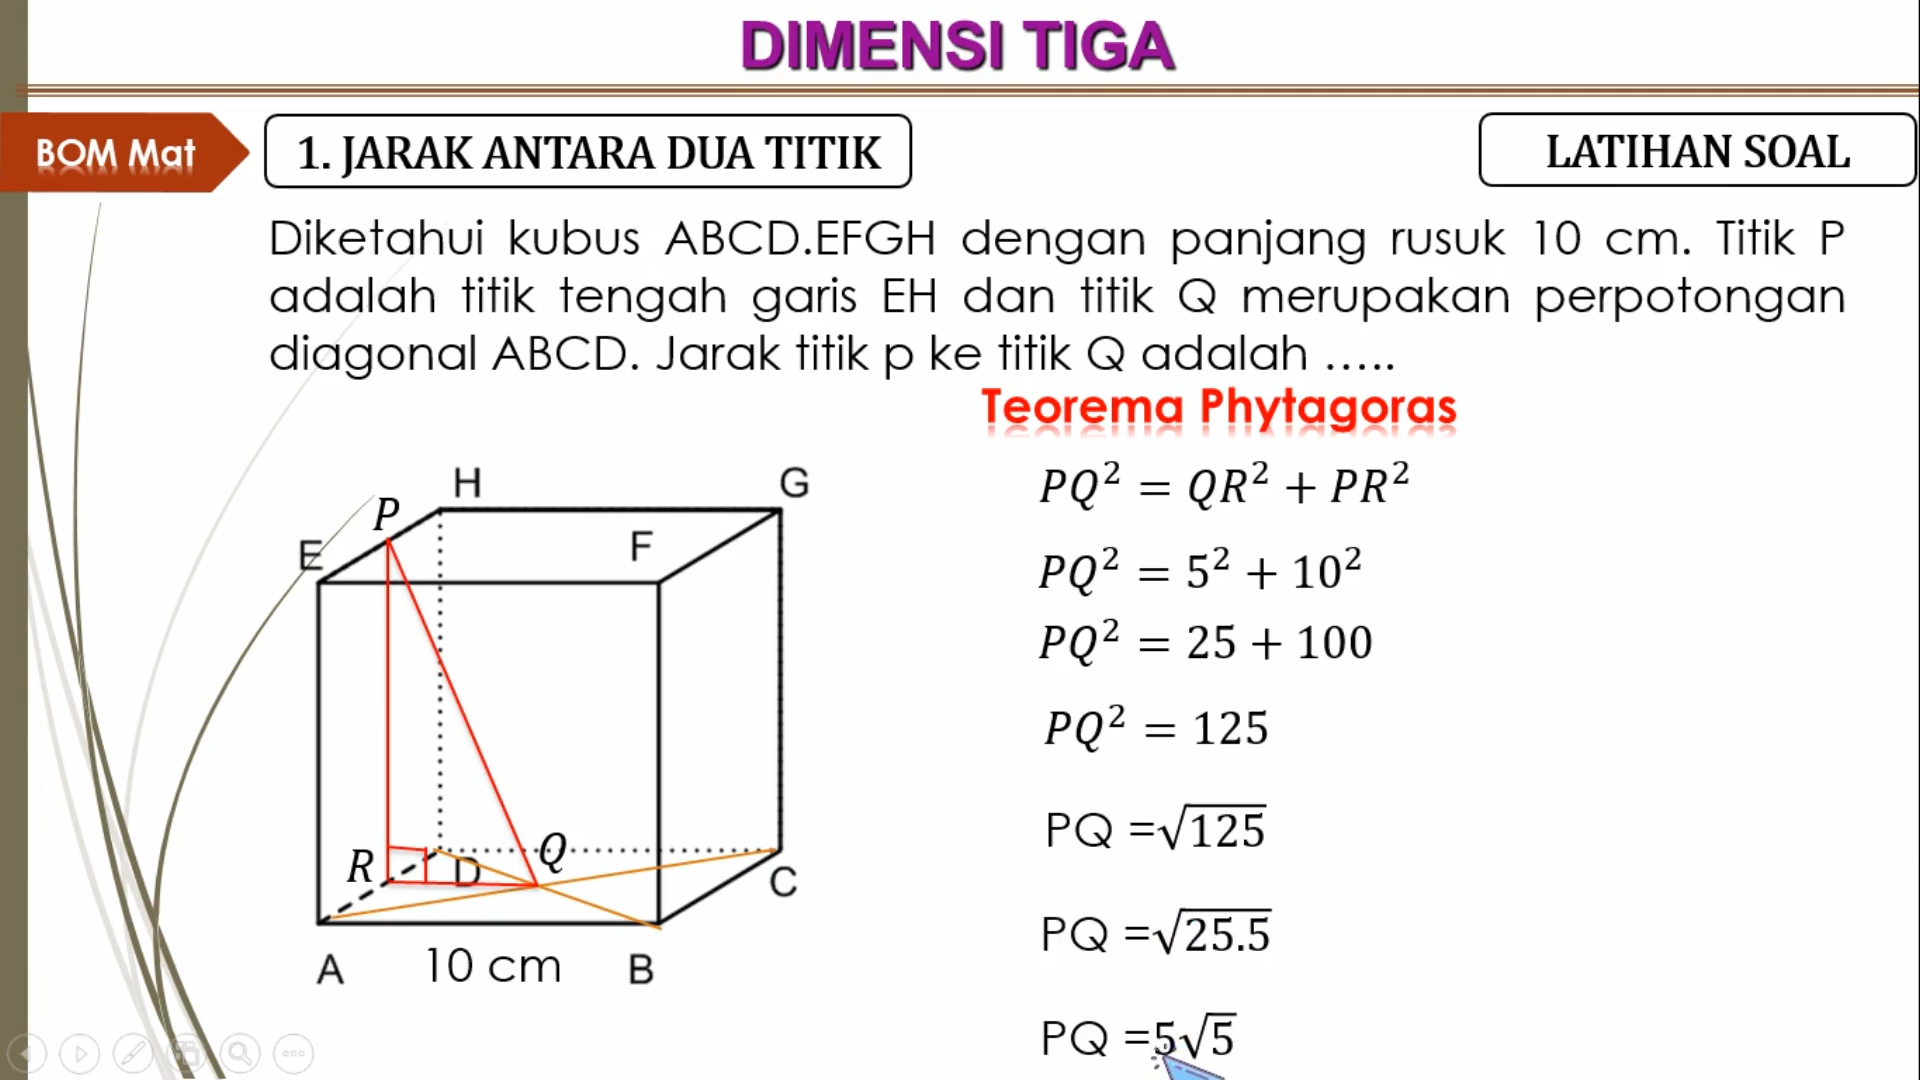 DIMENSI TIGA
BOM Mat
1. JARAK ANTARA DUA TITIK
LATIHAN SOAL
Diketahui kubus ABCD.EFGH dengan panjang rusuk 10 cm. Titik P
adalah titik tengah garis EH dan titik Q merupakan perpotongan
diagonal ABCD. Jarak titik p ke titik Q adalah .....
Teorema Phytagoras
PQ² = QR² + PR²
PQ² = 5² + 10²
PQ² = 25 + 100
PQ² = 125
PQ =√125
PQ =√25.5
PQ =5√5
H
G
P
E
F
R
D
Q
C
A
10 cm
B